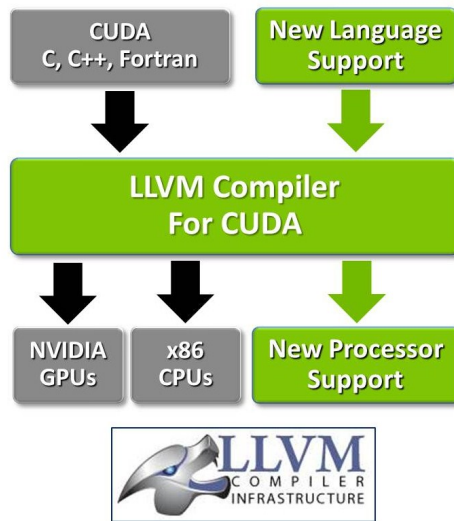 CUDA
C, C++, Fortran
New Language
Support
LLVM Compiler
For CUDA
NVIDIA
GPUs
x86
CPUs
New Processor
Support
LLVM
COMPILER
INFRASTRUCTURE